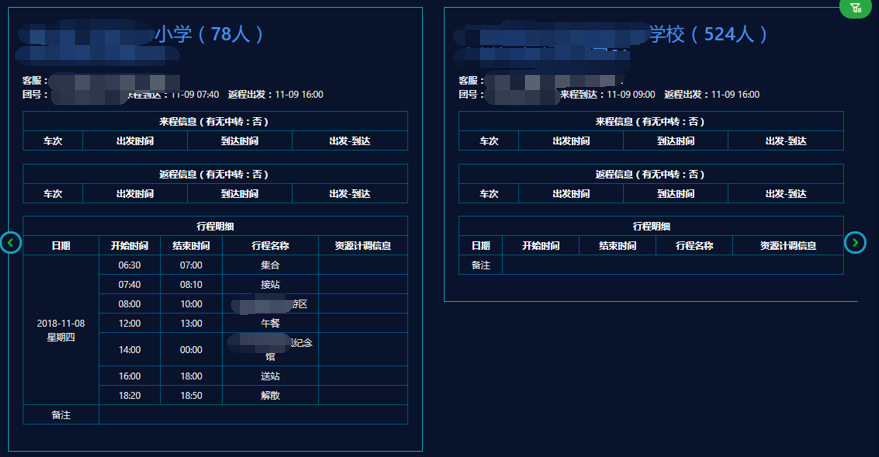 小学（78人）
客服：
团号：来程到达：11-09 07:40 返程出发：11-09 16:00
来程信息（有无中转：否）
车次 出发时间 到达时间 出发-到达
返程信息（有无中转：否）
车次 出发时间 到达时间 出发-到达
行程明细
日期 开始时间 结束时间 行程名称 资源计调信息
2018-11-08
星期四
06:30 07:00 集合
07:40 08:10 接站
08:00 10:00 游区
12:00 13:00 午餐
14:00 00:00 纪念
馆
16:00 18:00 送站
18:20 18:50 解散
备注
学校（524人）
客服：
团号： 来程到达：11-09 09:00 返程出发：11-09 16:00
来程信息（有无中转：否）
车次 出发时间 到达时间 出发-到达
返程信息（有无中转：否）
车次 出发时间 到达时间 出发-到达
行程明细
日期 开始时间 结束时间 行程名称 资源计调信息
备注